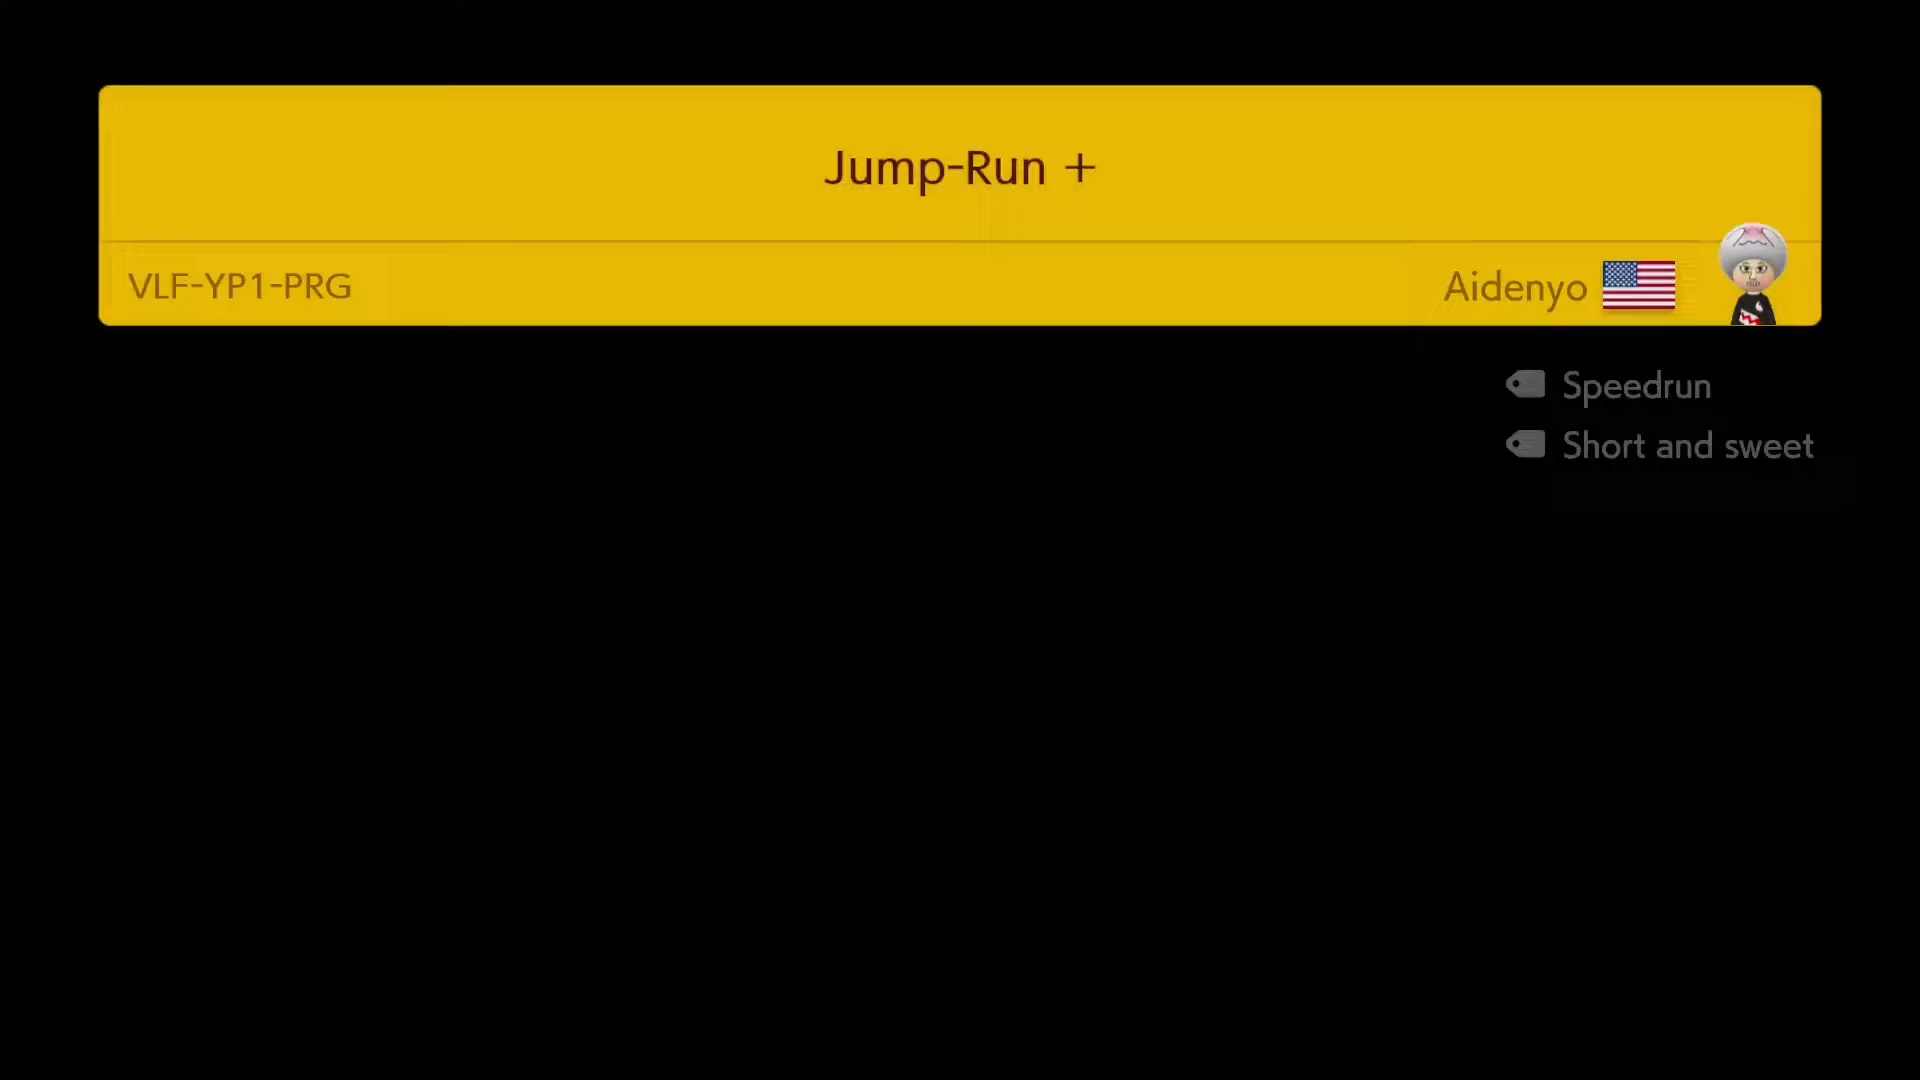 Jump-Run +
VLF-YP1-PRG
Aidenyo
Speedrun
Short and sweet